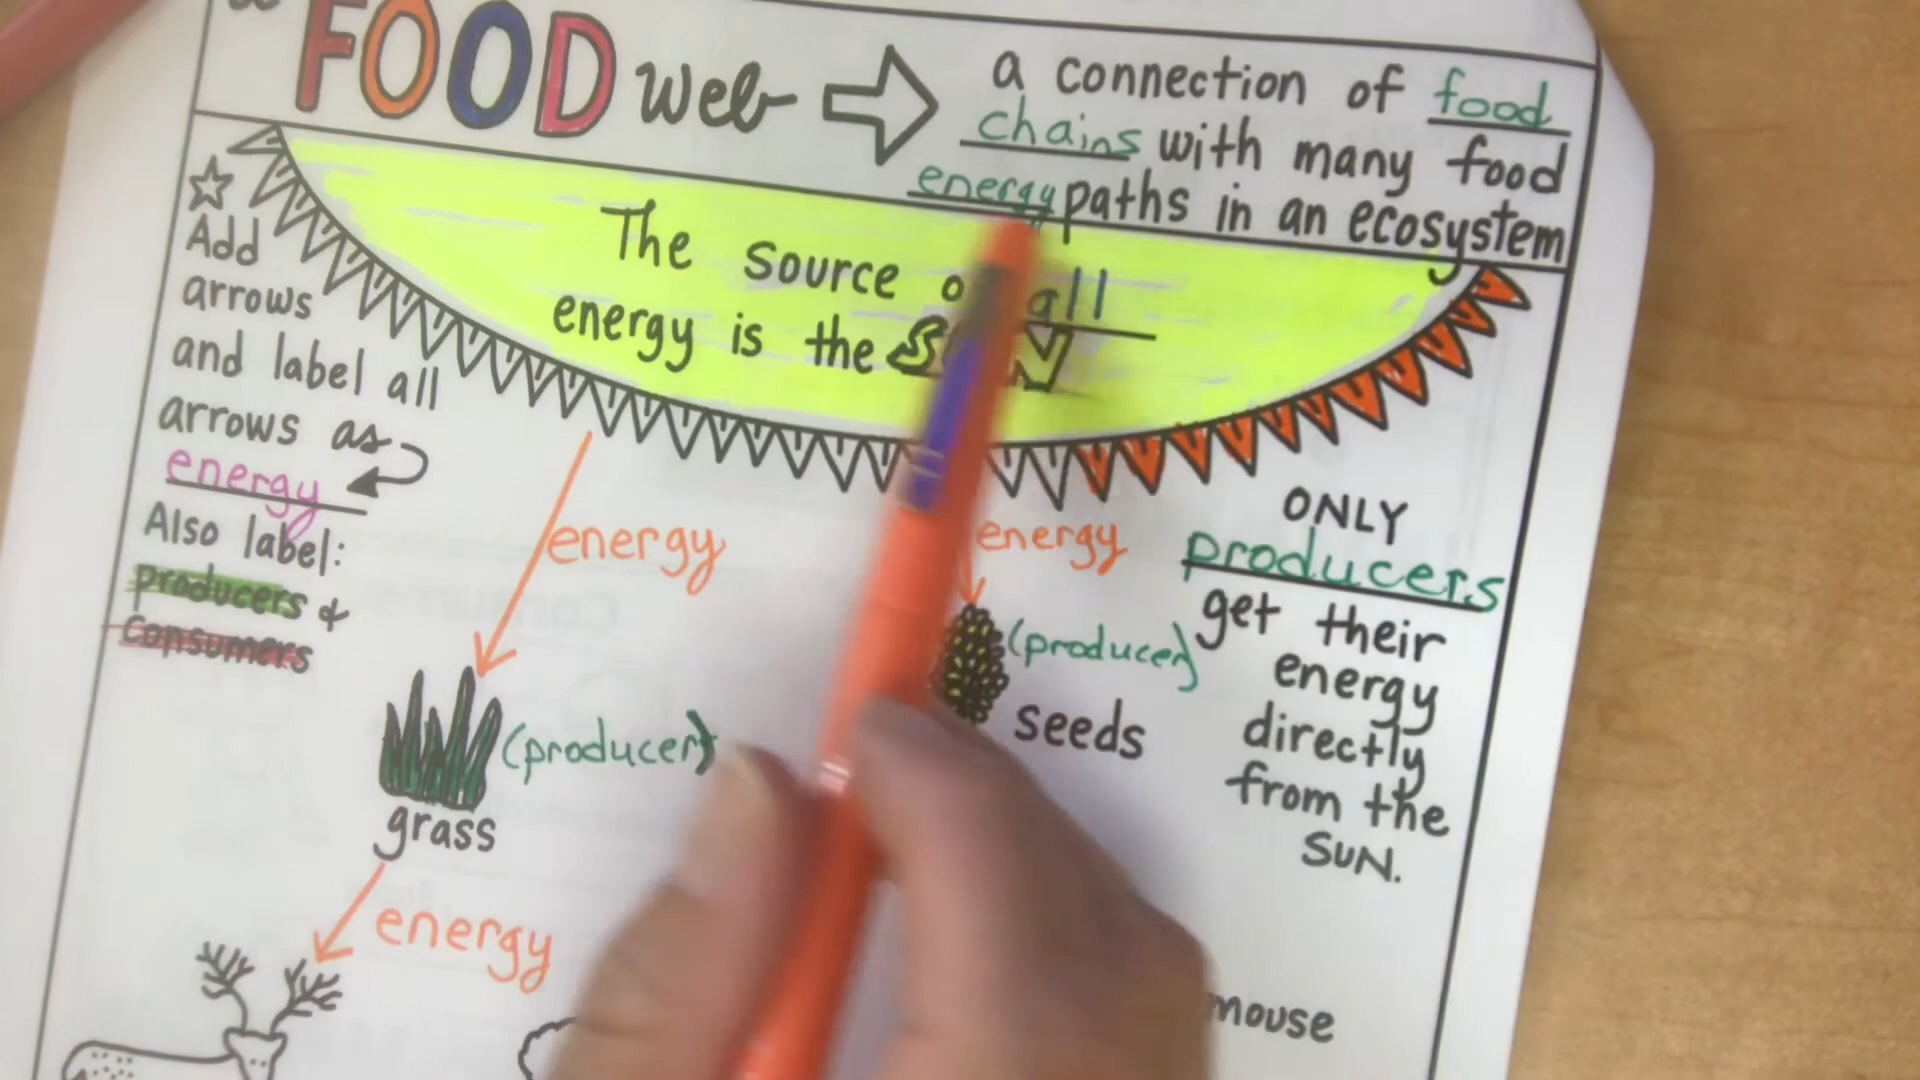 FOOD web
a connection of food
chains with many food
energy paths in an ecosystem
The source all
energy is the
Add
arrows
and label all
arrows as
energy
Also label:
producers &
consumers
energy
energy
ONLY
producers
get their
energy
directly
from the
SUN.
(producer)
seeds
(producer)
grass
energy
mouse